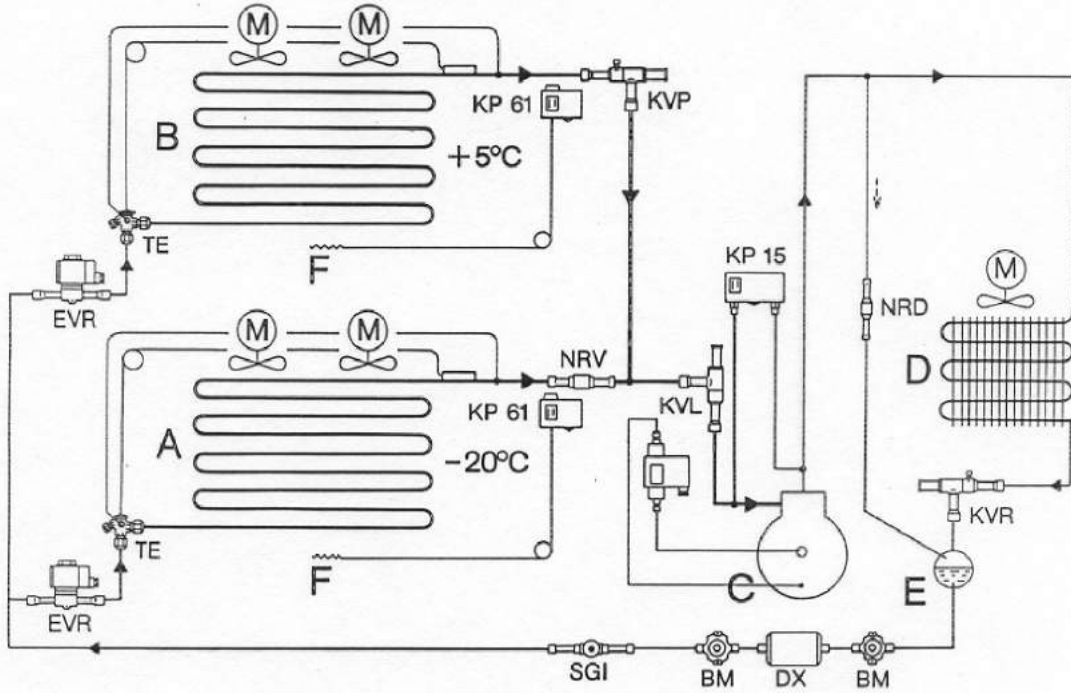 M M
KP 61
KVP
B
+5°C
TE
F
EVR
M M
KP 15
M
NRD
NRV
KVL
D
KP 61
A
-20°C
KVR
TE
F
C
E
EVR
SGI
BM
DX
BM